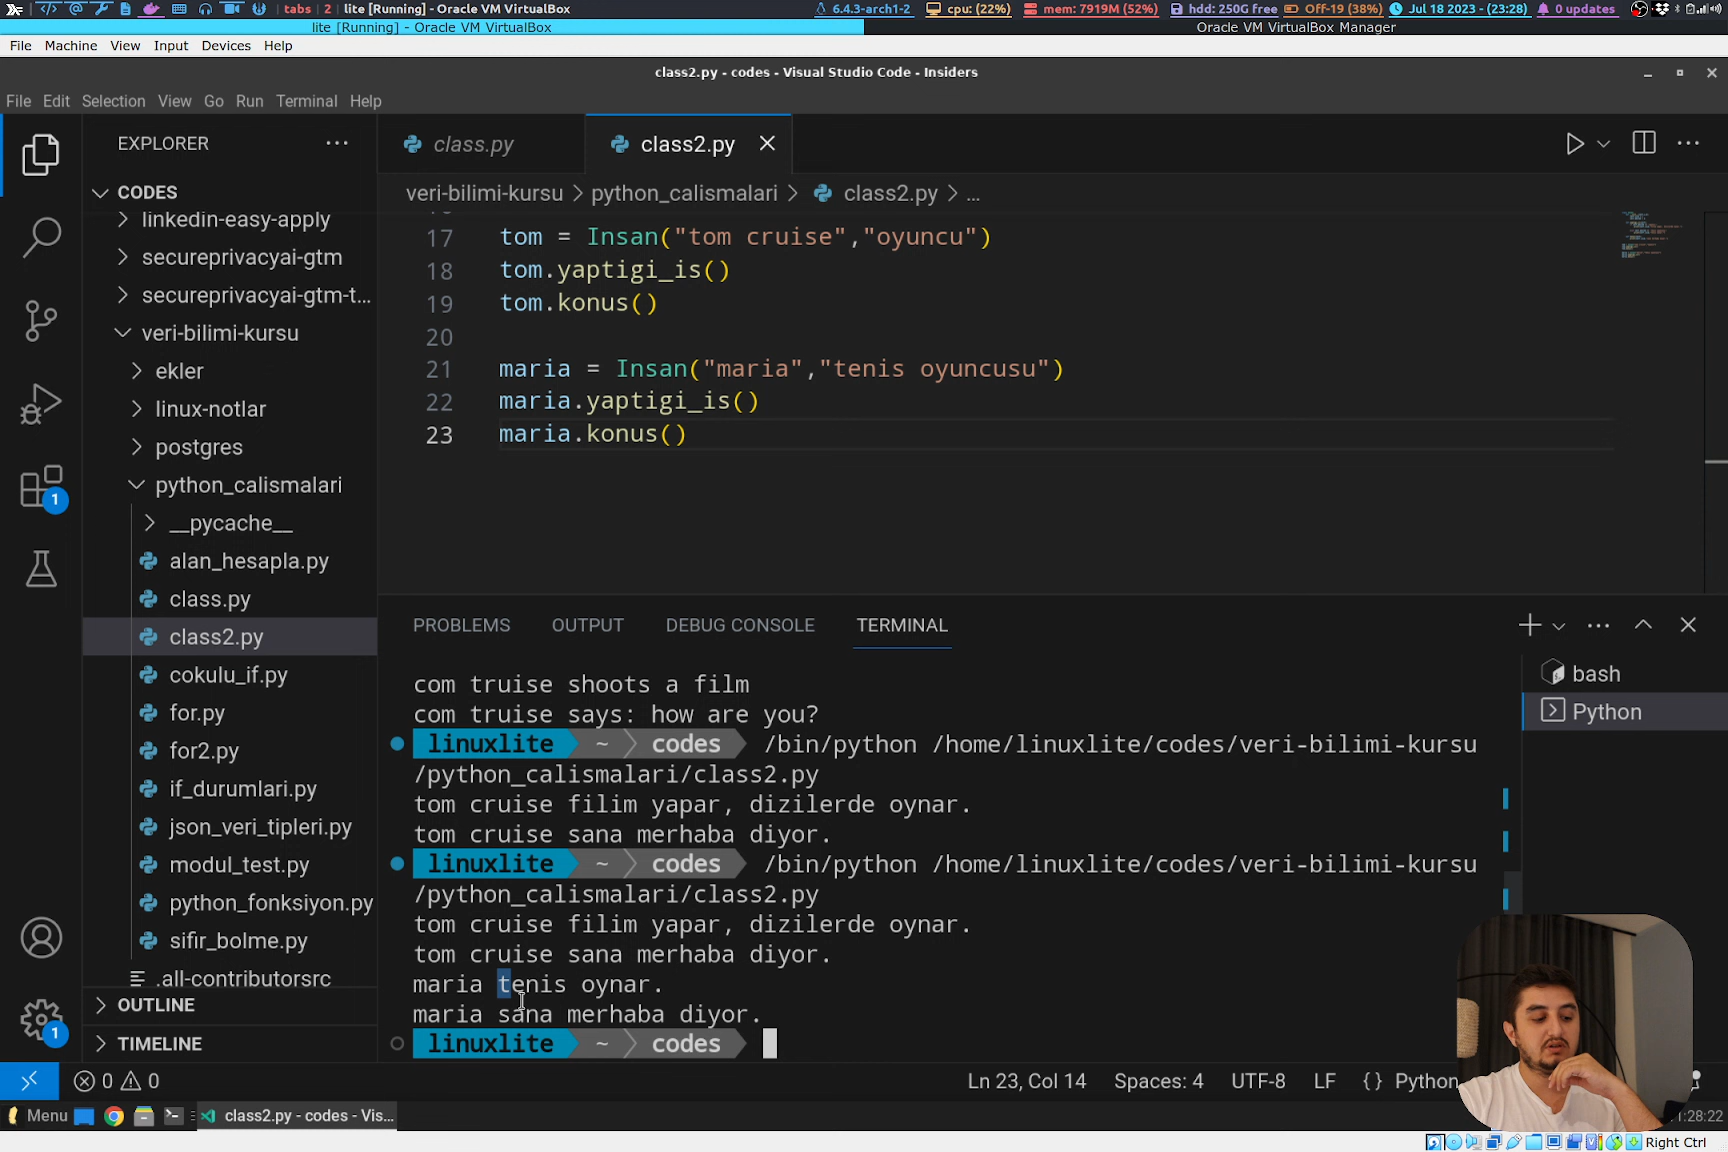 tabs 2 lite [Running] - Oracle VM VirtualBox 6.4.3-arch1-2 cpu: (22%) mem: 7919M (52%) hdd: 250G free Off-19 (38%) Jul 18 2023 - (23:28) 0 updates
lite [Running] - Oracle VM VirtualBox Oracle VM VirtualBox Manager
File Machine View Input Devices Help
class2.py - codes - Visual Studio Code - Insiders
File Edit Selection View Go Run Terminal Help
EXPLORER
CODES
linkedin-easy-apply
secureprivacyai-gtm
secureprivacyai-gtm-t...
veri-bilimi-kursu
ekler
linux-notlar
postgres
python_calismalari
__pycache__
alan_hesapla.py
class.py
class2.py
cokulu_if.py
for.py
for2.py
if_durumlari.py
json_veri_tipleri.py
modul_test.py
python_fonksiyon.py
sifir_bolme.py
.all-contributorsrc
OUTLINE
TIMELINE
1
1
class.py class2.py
veri-bilimi-kursu > python_calismalari > class2.py > ...
17 tom = Insan("tom cruise","oyuncu")
18 tom.yaptigi_is()
19 tom.konus()
20
21 maria = Insan("maria","tenis oyuncusu")
22 maria.yaptigi_is()
23 maria.konus()
PROBLEMS OUTPUT DEBUG CONSOLE TERMINAL
bash
Python
com truise shoots a film
com truise says: how are you?
linuxlite ~ codes /bin/python /home/linuxlite/codes/veri-bilimi-kursu
/python_calismalari/class2.py
tom cruise filim yapar, dizilerde oynar.
tom cruise sana merhaba diyor.
linuxlite ~ codes /bin/python /home/linuxlite/codes/veri-bilimi-kursu
/python_calismalari/class2.py
tom cruise filim yapar, dizilerde oynar.
tom cruise sana merhaba diyor.
maria tenis oynar.
maria sana merhaba diyor.
linuxlite ~ codes
0 0 Ln 23, Col 14 Spaces: 4 UTF-8 LF {} Python
Menu class2.py - codes - Vis... 1:28:22
Right Ctrl